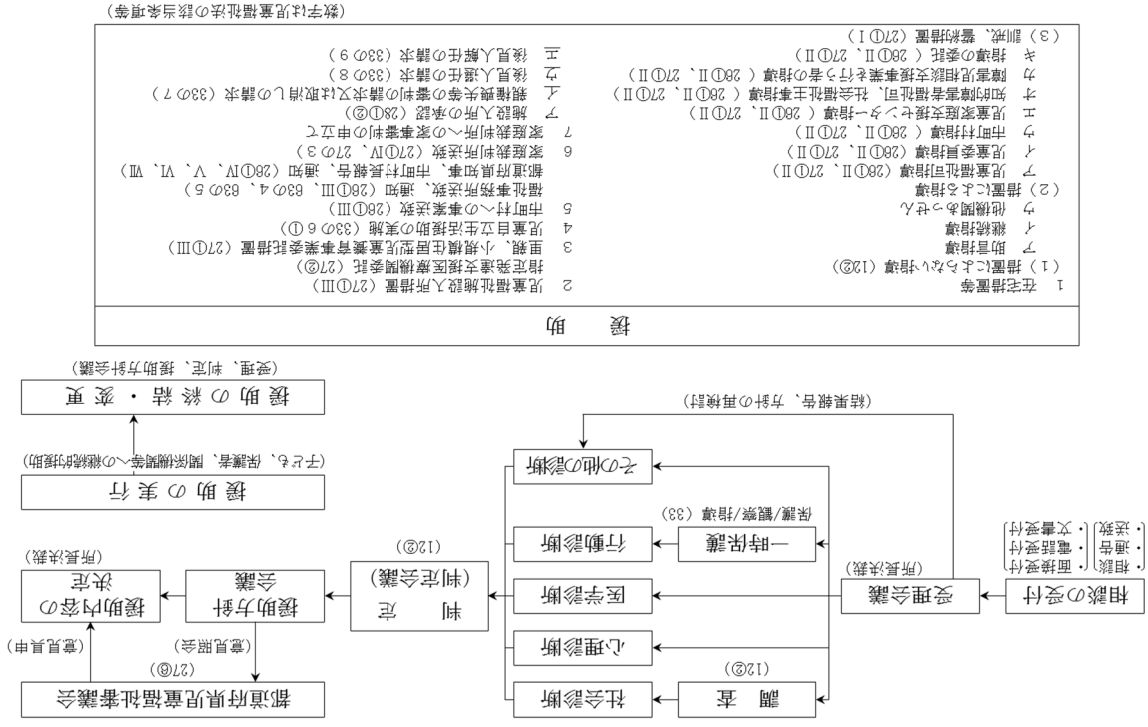 調　査
(12②)
社会診断
都道府県児童福祉審議会
(27⑥)
(意見照会)
(意見具申)
心理診断
相談の受付
・相談
・通告
・送致
・面接受付
・電話受付
・文書受付
受理会議
(所長決裁)
医学診断
判　定
(判定会議)
(12②)
援助方針
会議
援助内容の
決定
(所長決裁)
一時保護
保護/観察/指導 (33)
行動診断
その他の診断
(結果報告、方針の再検討)
援助の実行
(子ども、保護者、関係機関等への継続的援助)
援助の終結・変更
(受理、判定、援助方針会議)
援　　助
1　在宅措置等
(1) 措置によらない指導 (12②)
ア　助言指導
イ　継続指導
ウ　他機関あっせん
(2) 措置による指導
ア　児童福祉司指導 (26①Ⅱ、27①Ⅱ)
イ　児童委員指導 (26①Ⅱ、27①Ⅱ)
ウ　市町村指導 (26①Ⅱ、27①Ⅱ)
エ　児童家庭支援センター指導 (26①Ⅱ、27①Ⅱ)
オ　知的障害者福祉司、社会福祉主事指導 (26①Ⅱ、27①Ⅱ)
カ　障害児相談支援事業を行う者の指導 (26①Ⅱ、27①Ⅱ)
キ　指導の委託 (26①Ⅱ、27①Ⅱ)
(3) 訓戒、誓約措置 (27①Ⅰ)
2　児童福祉施設入所措置 (27①Ⅲ)
指定発達支援医療機関委託 (27②)
3　里親、小規模住居型児童養育事業委託措置 (27①Ⅲ)
4　児童自立生活援助の実施 (33の6①)
5　市町村への事案送致 (26①Ⅲ)
福祉事務所送致、通知 (26①Ⅲ、63の4、63の5)
都道府県知事、市町村長報告、通知 (26①Ⅳ、Ⅴ、Ⅵ、Ⅶ)
6　家庭裁判所送致 (27①Ⅳ、27の3)
7　家庭裁判所への家事審判の申立て
ア　施設入所の承認 (28①②)
イ　親権喪失等の審判の請求又は取消しの請求 (33の7)
ウ　後見人選任の請求 (33の8)
エ　後見人解任の請求 (33の9)
(数字は児童福祉法の該当条項等)